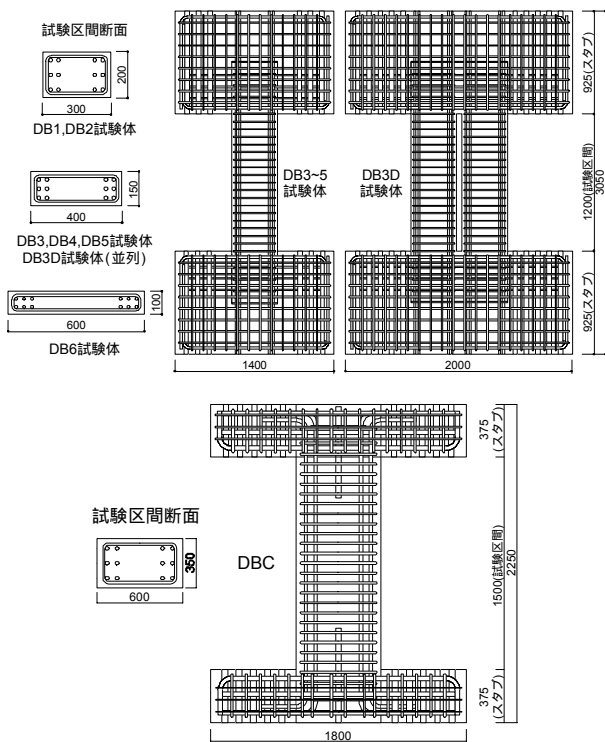 試験区間断面
200
300
DB1,DB2試験体
150
400
DB3,DB4,DB5試験体
DB3D試験体(並列)
100
600
DB6試験体
DB3~5
試験体
DB3D
試験体
1400
2000
925(スタブ)
1200(試験区間)
3050
925(スタブ)
試験区間断面
350
600
DBC
375
(スタブ)
1500(試験区間)
2250
375
(スタブ)
1800